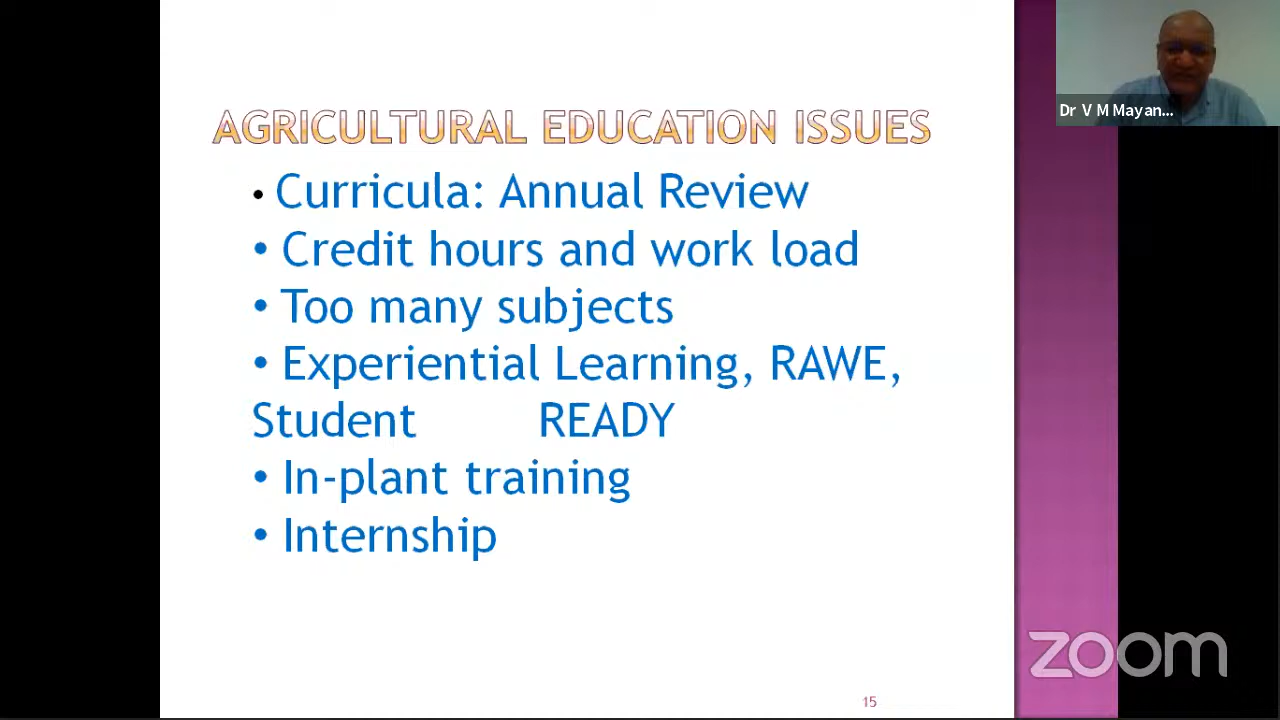 AGRICULTURAL EDUCATION ISSUES
• Curricula: Annual Review
• Credit hours and work load
• Too many subjects
• Experiential Learning, RAWE,
Student READY
• In-plant training
• Internship
15
Dr V M Mayan...
zoom